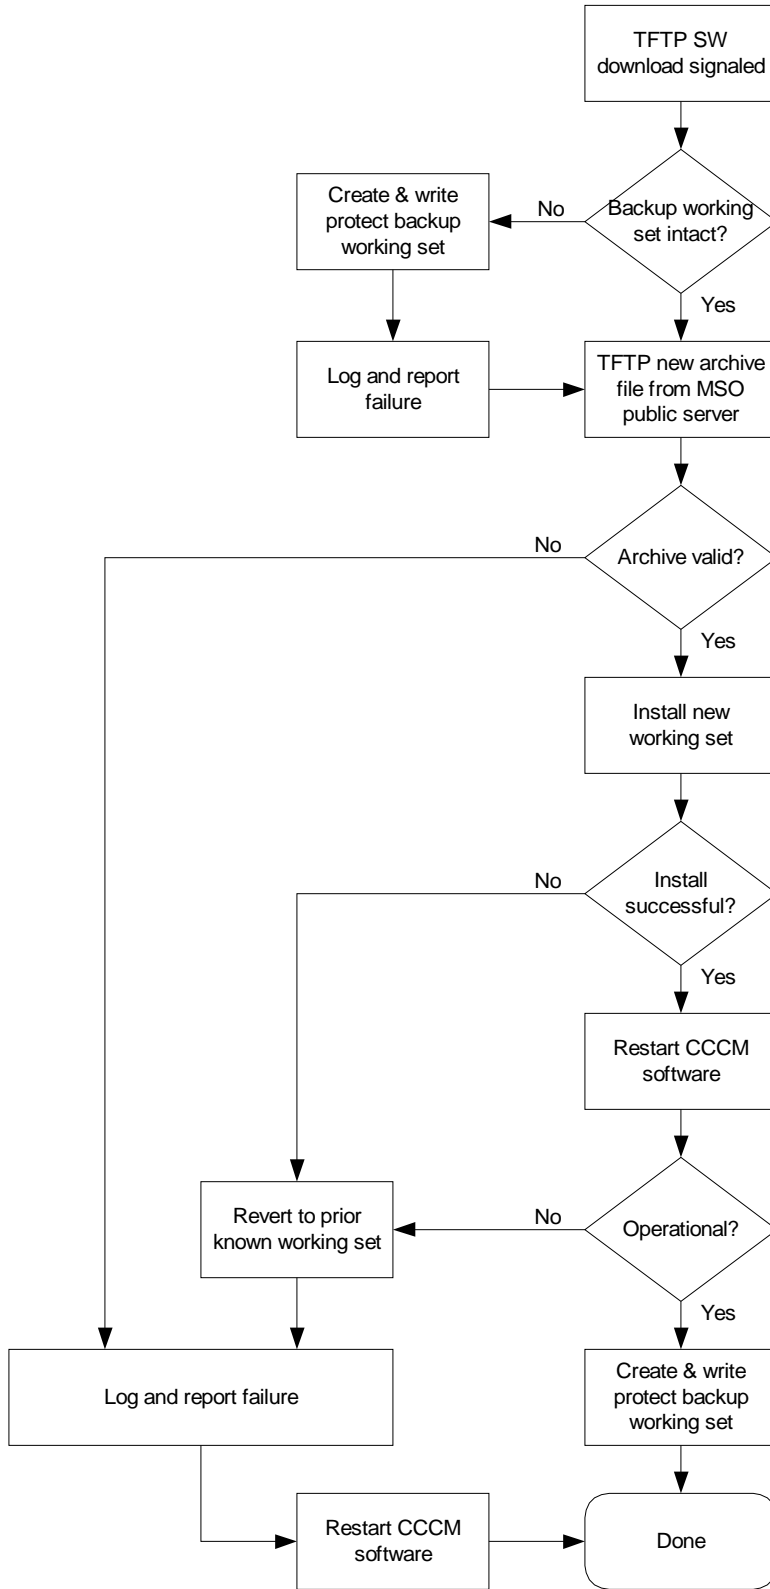 TFTP SW
download signaled
Backup working
set intact?
No
Create & write
protect backup
working set
Yes
Log and report
failure
TFTP new archive
file from MSO
public server
No
Archive valid?
Yes
Install new
working set
No
Install
successful?
Yes
Restart CCCM
software
Revert to prior
known working set
No
Operational?
Yes
Log and report failure
Create & write
protect backup
working set
Restart CCCM
software
Done